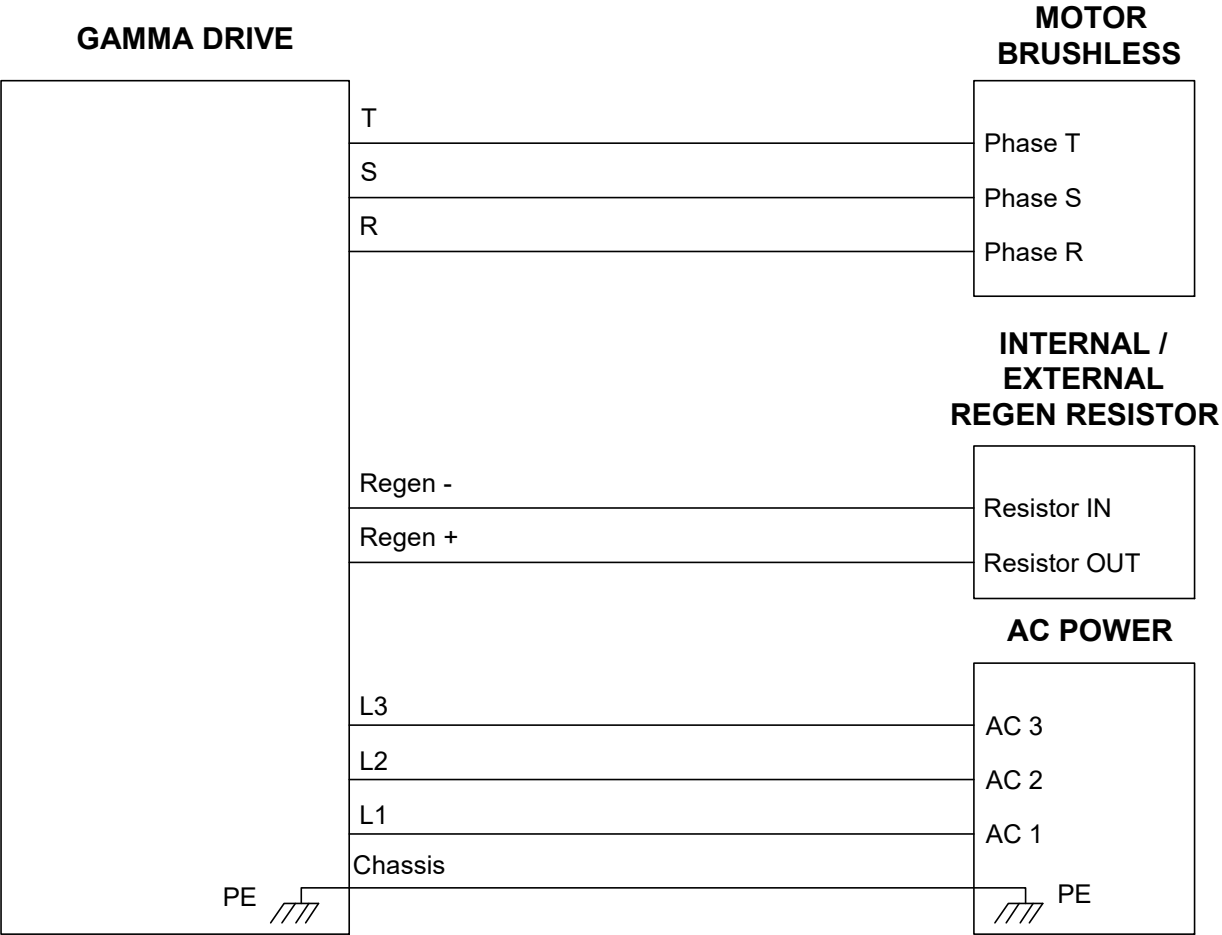 GAMMA DRIVE
MOTOR
BRUSHLESS
T
Phase T
S
Phase S
R
Phase R
INTERNAL /
EXTERNAL
REGEN RESISTOR
Regen -
Resistor IN
Regen +
Resistor OUT
AC POWER
L3
AC 3
L2
AC 2
L1
AC 1
Chassis
PE
PE